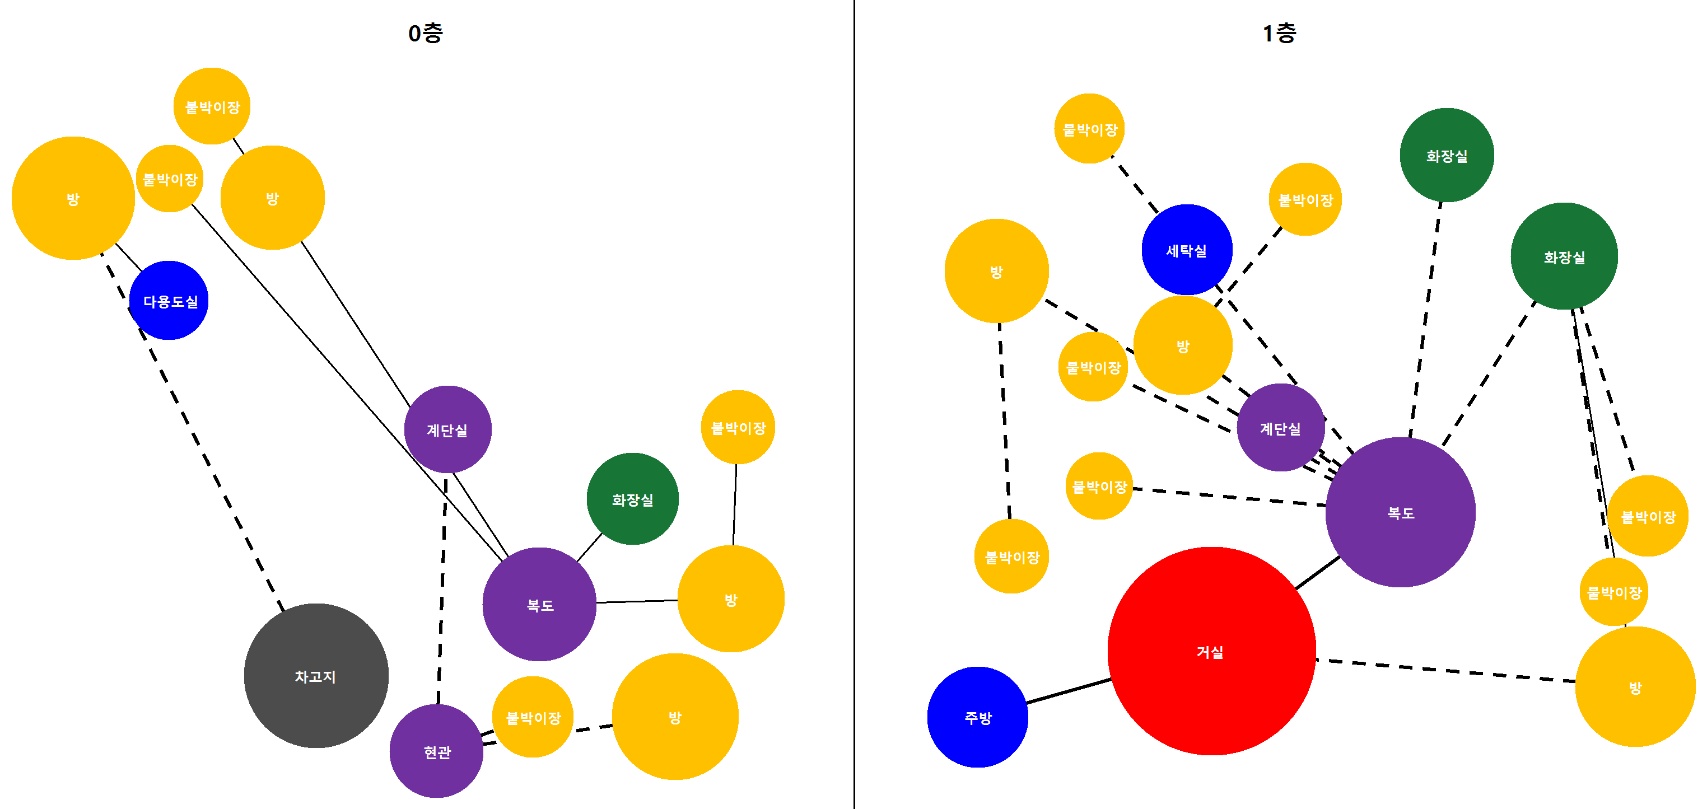 0층
붙박이장
붙박이장
방
방
다용도실
계단실
붙박이장
화장실
복도
방
차고지
붙박이장
방
현관
1층
붙박이장
화장실
붙박이장
세탁실
화장실
방
방
붙박이장
계단실
붙박이장
복도
붙박이장
붙박이장
붙박이장
거실
방
주방